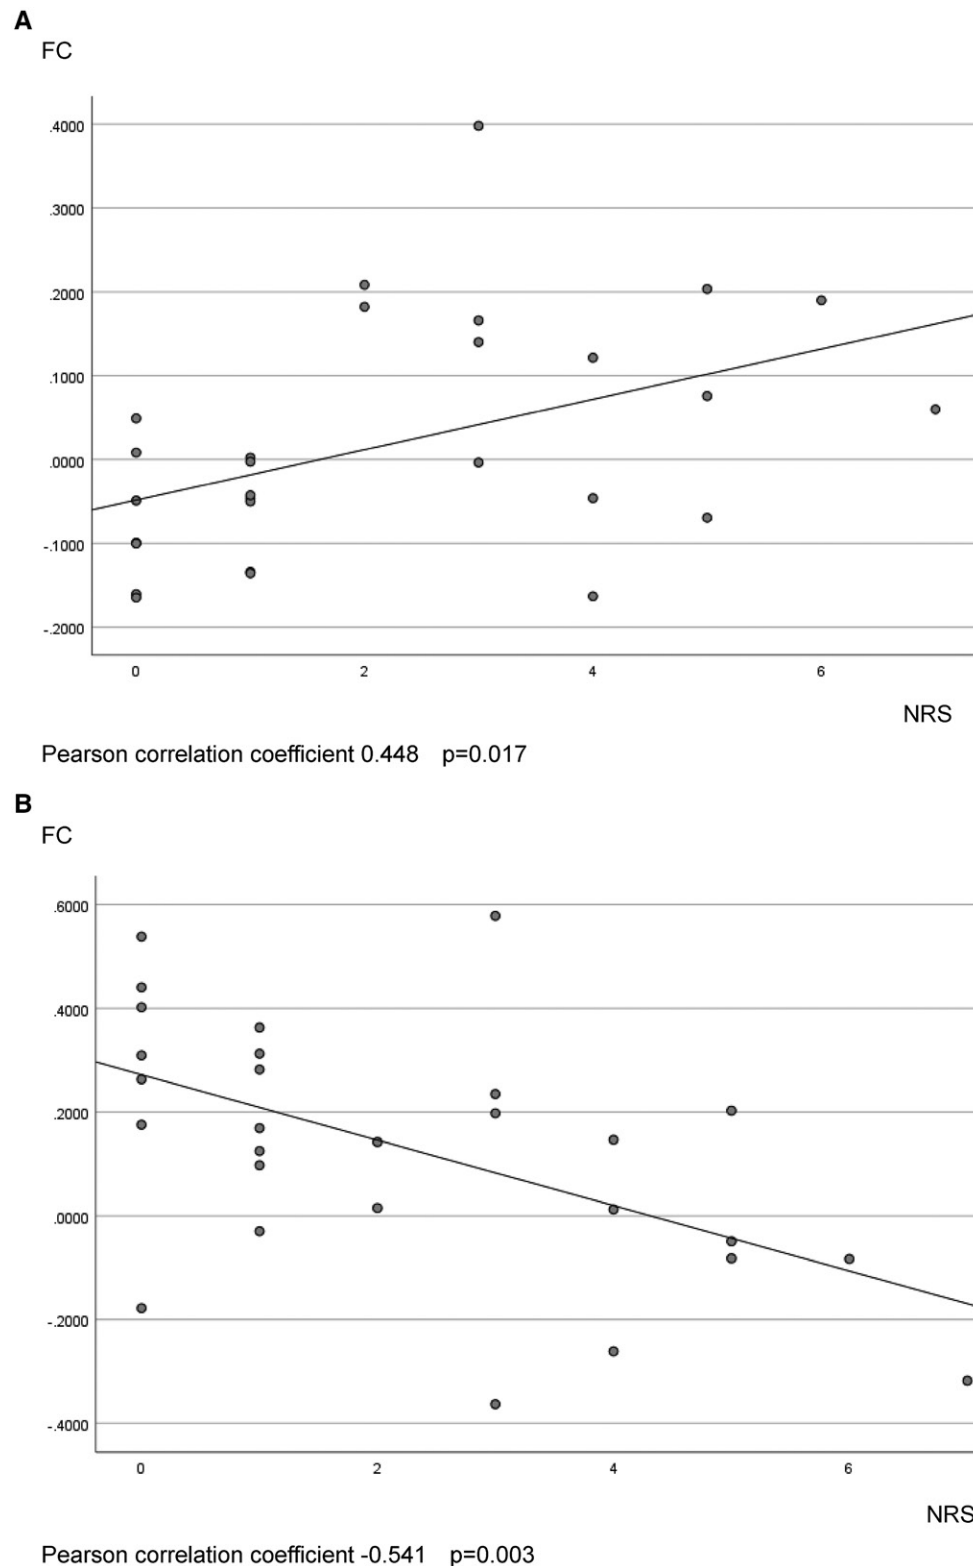 A
FC
.4000
.3000
.2000
.1000
.0000
-.1000
-.2000
0 2 4 6
NRS
Pearson correlation coefficient 0.448 p=0.017
B
FC
.6000
.4000
.2000
.0000
-.2000
-.4000
0 2 4 6
NRS
Pearson correlation coefficient -0.541 p=0.003